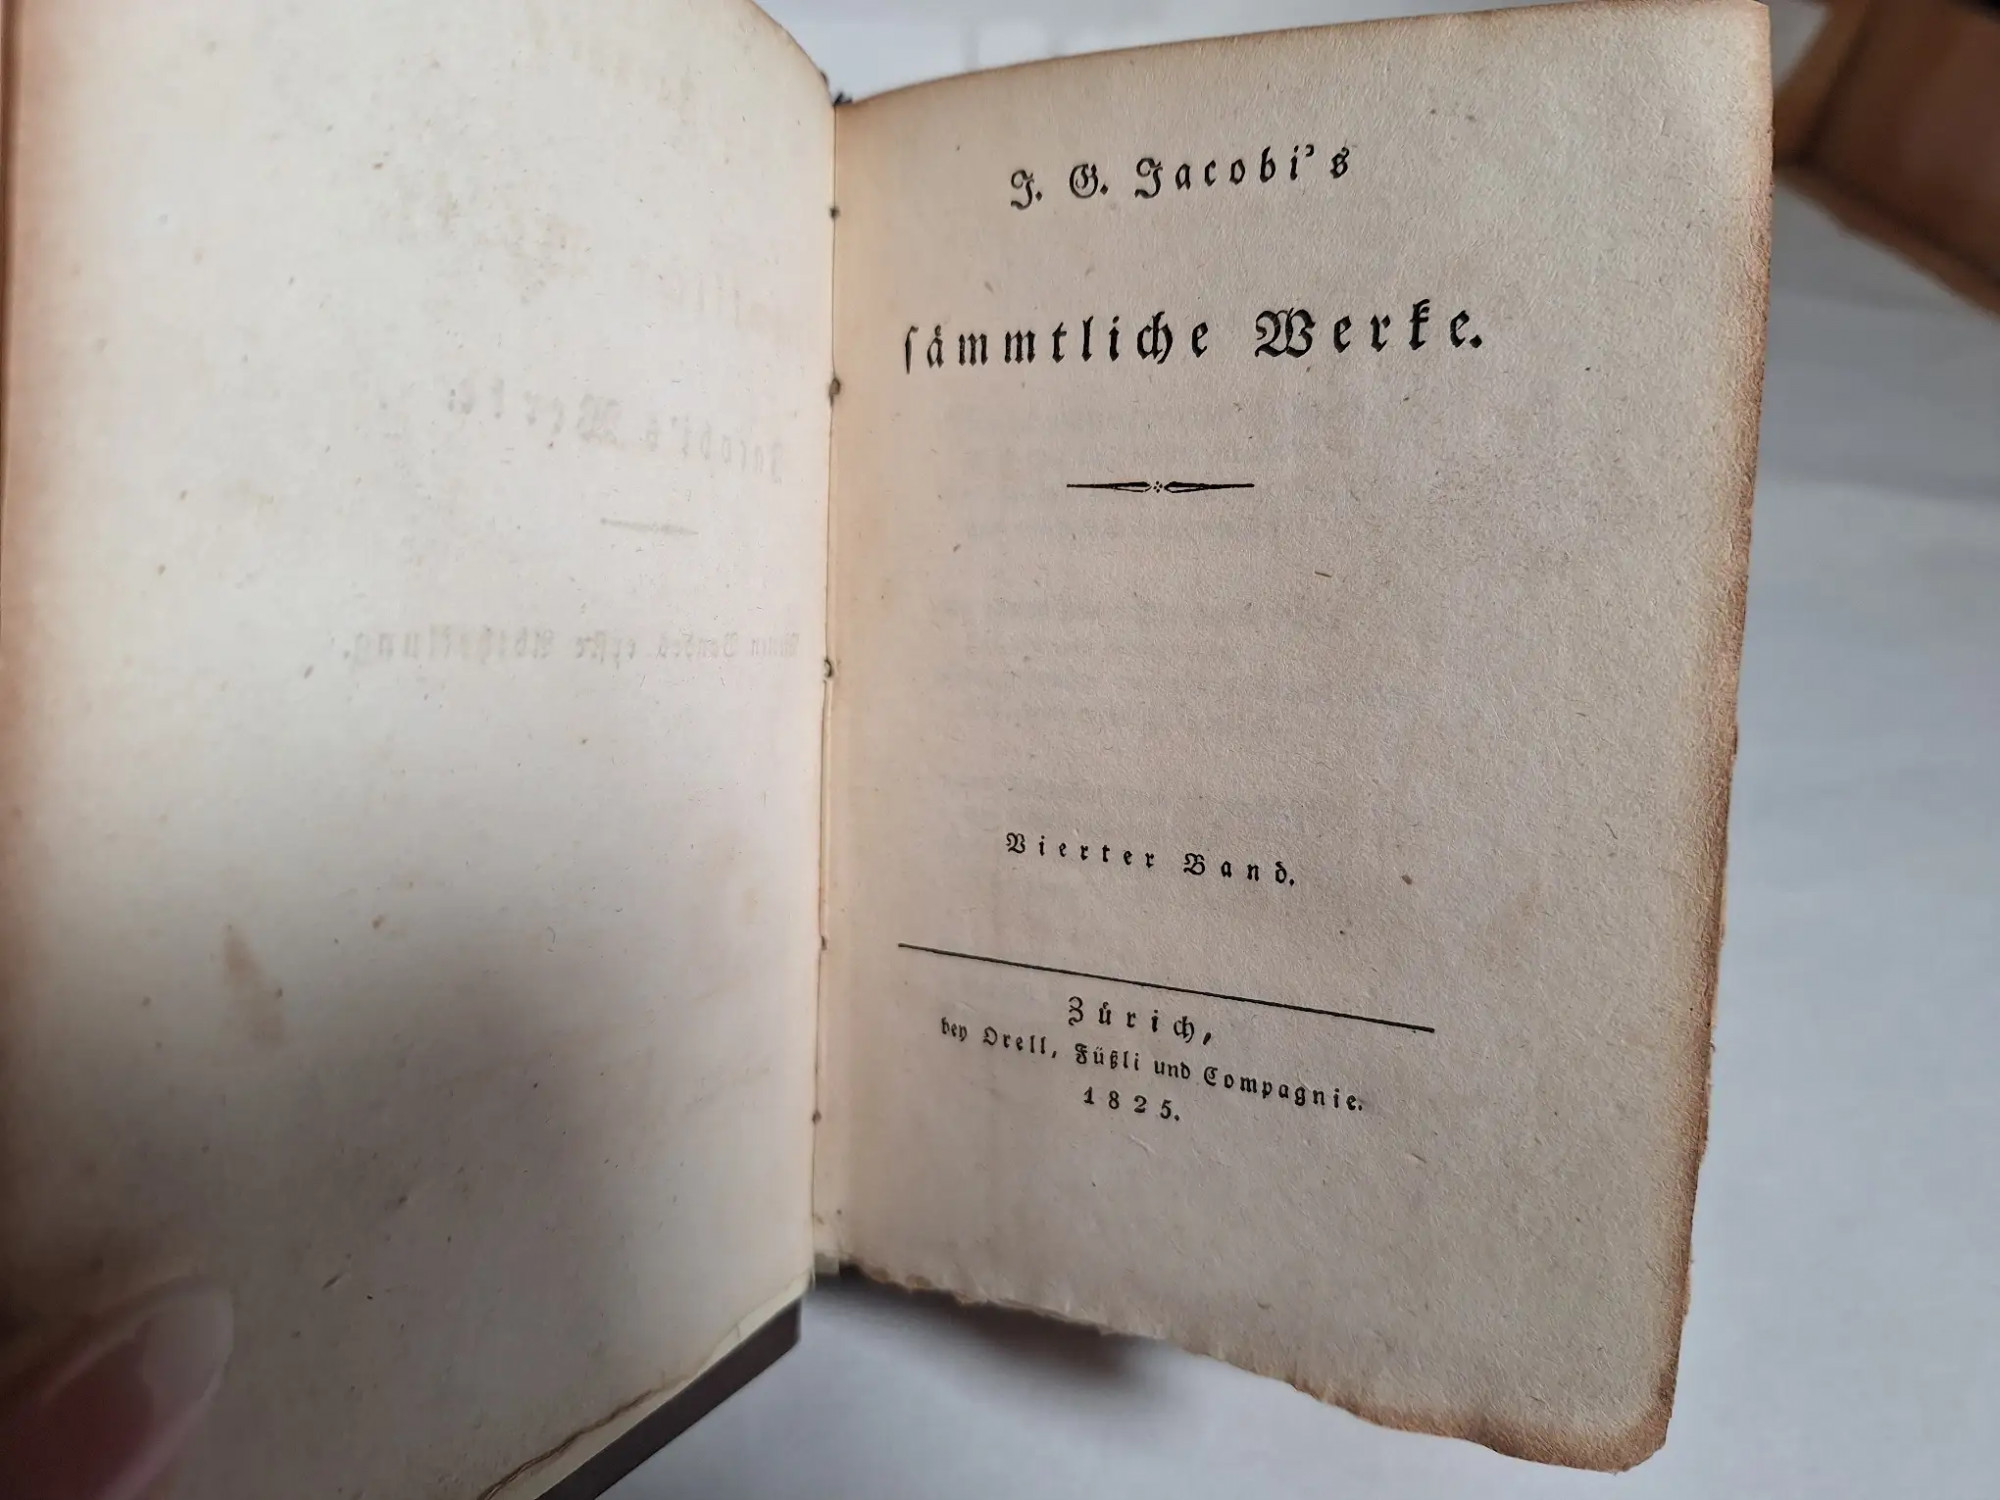 J. G. Jacobi's
ſämmtliche Werke.
Vierter Band.
Zürich,
bey Orell, Füßli und Compagnie.
1825.